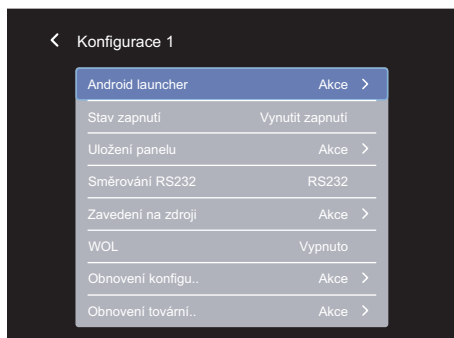 Konfigurace 1
Android launcher Akce
Stav zapnutí Vynutit zapnutí
Uložení panelu Akce
Směrování RS232 RS232
Zavedení na zdroji Akce
WOL Vypnuto
Obnovení konfigu.. Akce
Obnovení tovární.. Akce